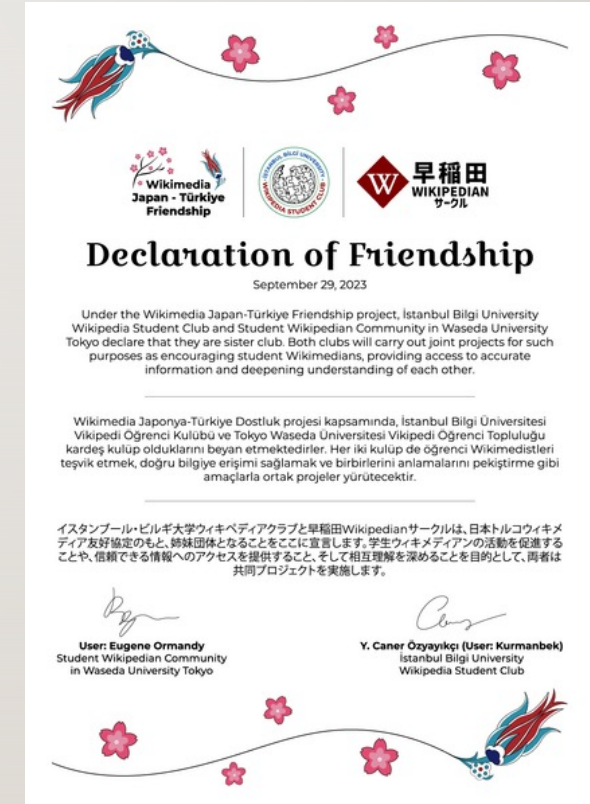 Wikimedia
Japan - Türkiye
Friendship
İSTANBUL BİLGİ UNIVERSITY
WIKIPEDIA STUDENT CLUB
W
早稲田
WIKIPEDIAN
サークル
Declaration of Friendship
September 29, 2023
Under the Wikimedia Japan-Türkiye Friendship project, İstanbul Bilgi University
Wikipedia Student Club and Student Wikipedian Community in Waseda University
Tokyo declare that they are sister club. Both clubs will carry out joint projects for such
purposes as encouraging student Wikimedians, providing access to accurate
information and deepening understanding of each other.
Wikimedia Japonya-Türkiye Dostluk projesi kapsamında, İstanbul Bilgi Üniversitesi
Vikipedi Öğrenci Kulübü ve Tokyo Waseda Üniversitesi Vikipedi Öğrenci Topluluğu
kardeş kulüp olduklarını beyan etmektedirler. Her iki kulüp de öğrenci Wikimedistleri
teşvik etmek, doğru bilgiye erişimi sağlamak ve birbirlerini anlamalarını pekiştirme gibi
amaçlarla ortak projeler yürütecektir.
イスタンブール・ビルギ大学ウィキペディアクラブと早稲田Wikipedianサークルは、日本トルコウィキメ
ディア友好協定のもと、姉妹団体となることをここに宣言します。学生ウィキメディアンの活動を促進する
ことや、信頼できる情報へのアクセスを提供すること、そして相互理解を深めることを目的として、両者は
共同プロジェクトを実施します。
User: Eugene Ormandy
Student Wikipedian Community
in Waseda University Tokyo
Y. Caner Özyayıkçı (User: Kurmanbek)
İstanbul Bilgi University
Wikipedia Student Club